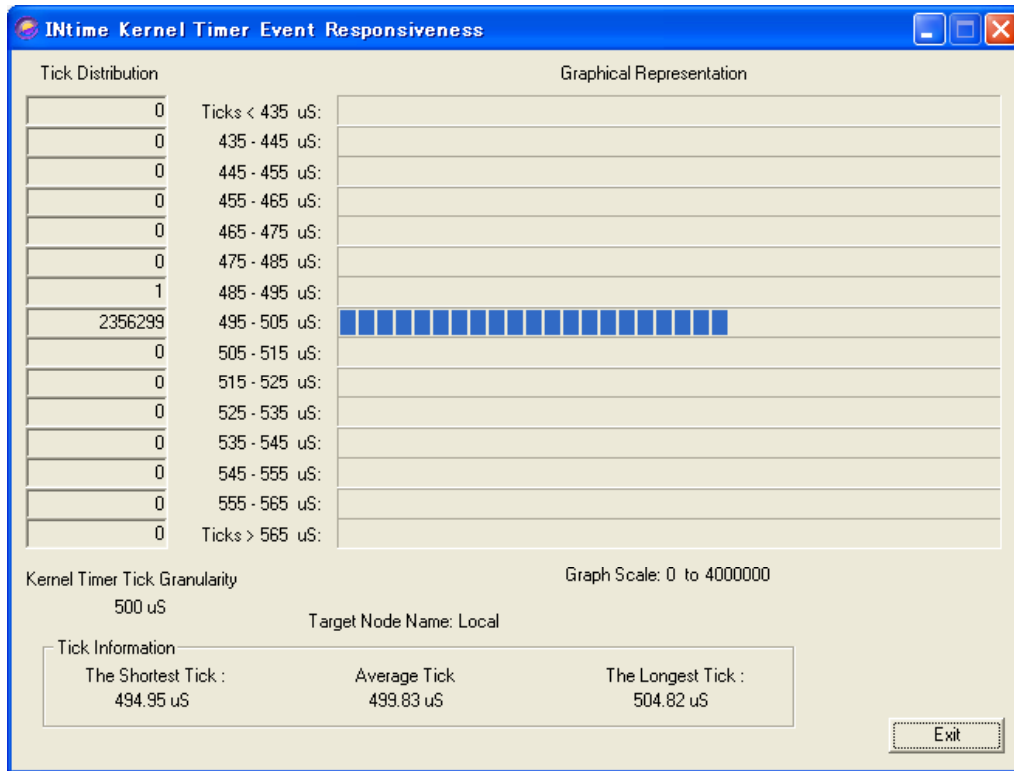 INtime Kernel Timer Event Responsiveness
Tick Distribution Graphical Representation
0 Ticks < 435 uS:
0 435 - 445 uS:
0 445 - 455 uS:
0 455 - 465 uS:
0 465 - 475 uS:
0 475 - 485 uS:
1 485 - 495 uS:
2356299 495 - 505 uS:
0 505 - 515 uS:
0 515 - 525 uS:
0 525 - 535 uS:
0 535 - 545 uS:
0 545 - 555 uS:
0 555 - 565 uS:
0 Ticks > 565 uS:
Kernel Timer Tick Granularity Graph Scale: 0 to 4000000
500 uS
Target Node Name: Local
Tick Information
The Shortest Tick : Average Tick The Longest Tick :
494.95 uS 499.83 uS 504.82 uS
Exit